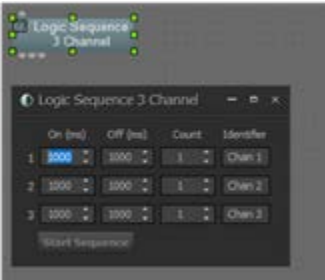 Logic Sequence
3 Channel
Logic Sequence 3 Channel
On (ms) Off (ms) Count Identifier
1 1000 1000 1 Chan 1
2 1000 1000 1 Chan 2
3 1000 1000 1 Chan 3
Start Sequence